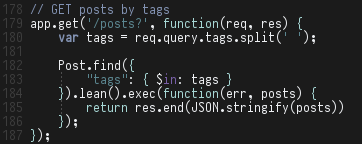 178 // GET posts by tags
179 app.get('/posts?', function(req, res) {
180     var tags = req.query.tags.split(' ');
181
182     Post.find({
183         "tags": { $in: tags }
184     }).lean().exec(function(err, posts) {
185         return res.end(JSON.stringify(posts))
186     });
187 });